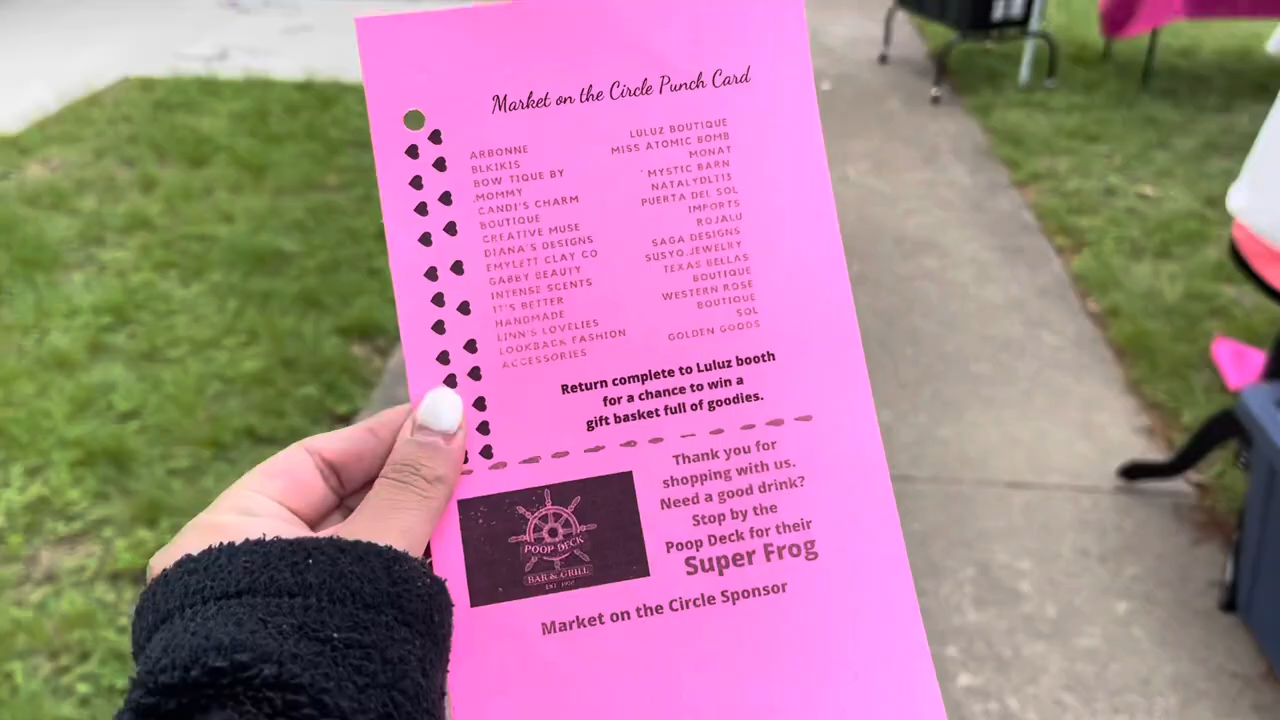 Market on the Circle Punch Card
ARBONNE
BLKIKIS
BOW TIQUE BY
MOMMY
CANDI'S CHARM
BOUTIQUE
CREATIVE MUSE
DIANA'S DESIGNS
EMYLETT CLAY CO
GABBY BEAUTY
INTENSE SCENTS
IT'S BETTER
HANDMADE
LINN'S LOVELIES
LOOKBACK FASHION
ACCESSORIES
LULUZ BOUTIQUE
MISS ATOMIC BOMB
MONAT
MYSTIC BARN
NATALYDLT13
PUERTA DEL SOL
IMPORTS
ROJALU
SAGA DESIGNS
SUSYQ.JEWELRY
TEXAS BELLAS
BOUTIQUE
WESTERN ROSE
BOUTIQUE
SOL
GOLDEN GOODS
Return complete to Luluz booth
for a chance to win a
gift basket full of goodies.
Thank you for
shopping with us.
Need a good drink?
Stop by the
Poop Deck for their
Super Frog
POOP DECK
BAR & GRILL
Market on the Circle Sponsor